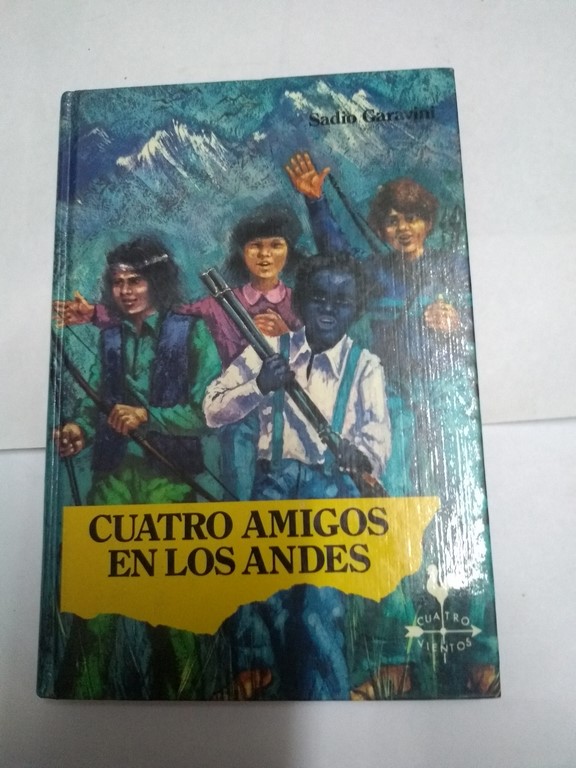 Sadio Garavini
CUATRO AMIGOS
EN LOS ANDES
CUATRO
VIENTOS